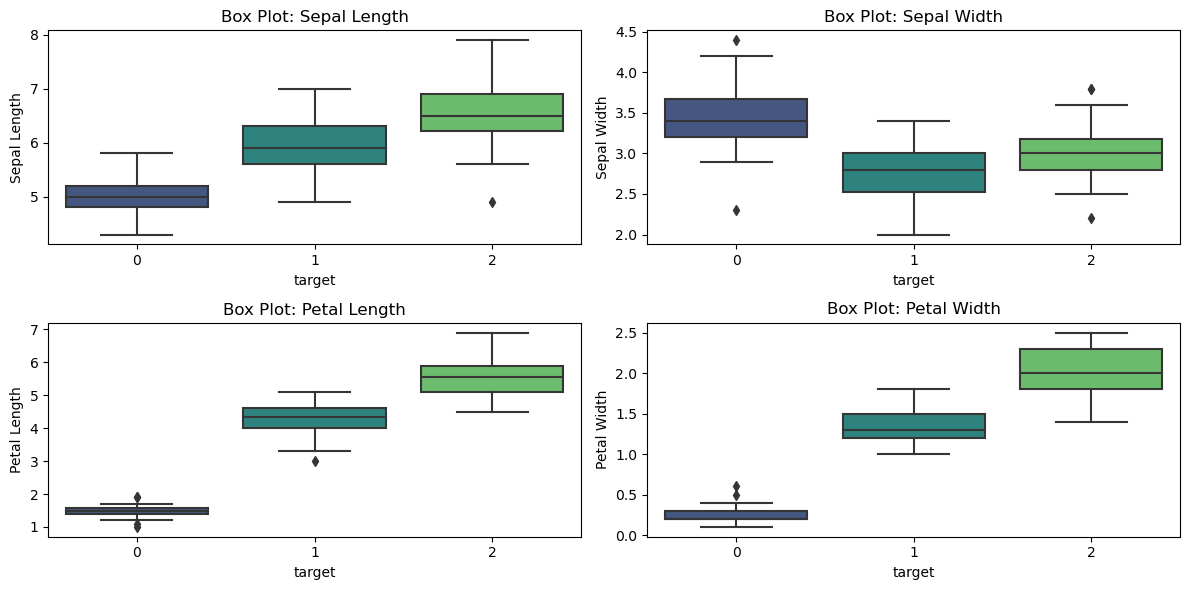 Box Plot: Sepal Length
8
7
6
5
Sepal Length
0 1 2
target
Box Plot: Sepal Width
4.5
4.0
3.5
3.0
2.5
2.0
Sepal Width
0 1 2
target
Box Plot: Petal Length
7
6
5
4
3
2
1
Petal Length
0 1 2
target
Box Plot: Petal Width
2.5
2.0
1.5
1.0
0.5
0.0
Petal Width
0 1 2
target